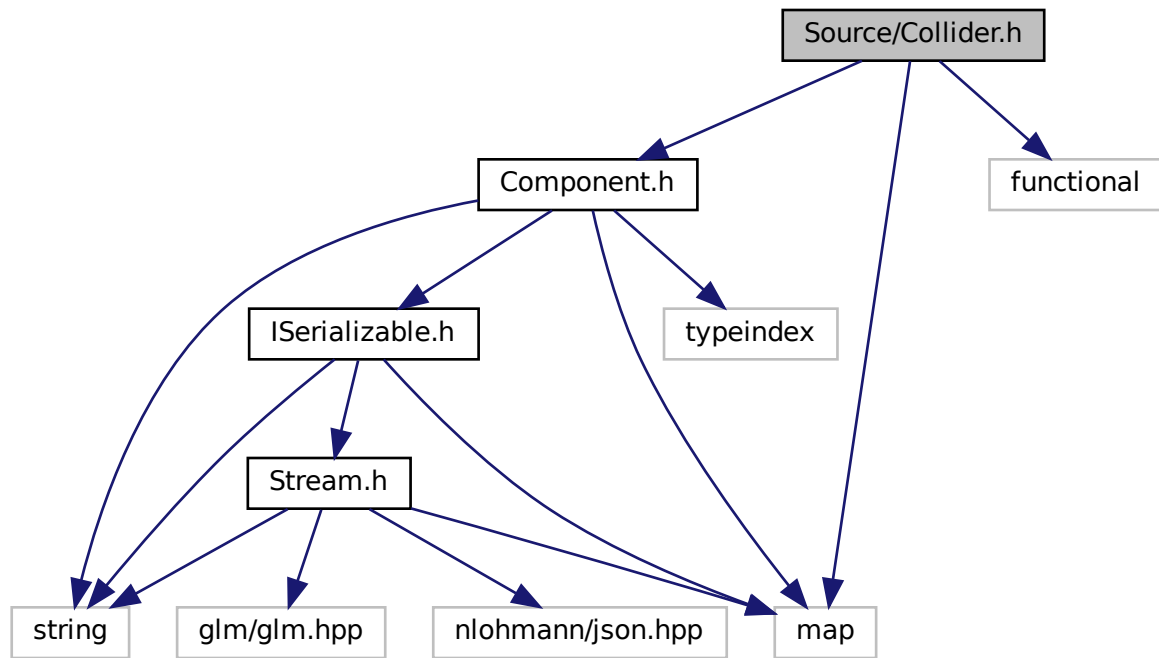 Source/Collider.h
Component.h
functional
ISerializable.h
typeindex
Stream.h
string
glm/glm.hpp
nlohmann/json.hpp
map